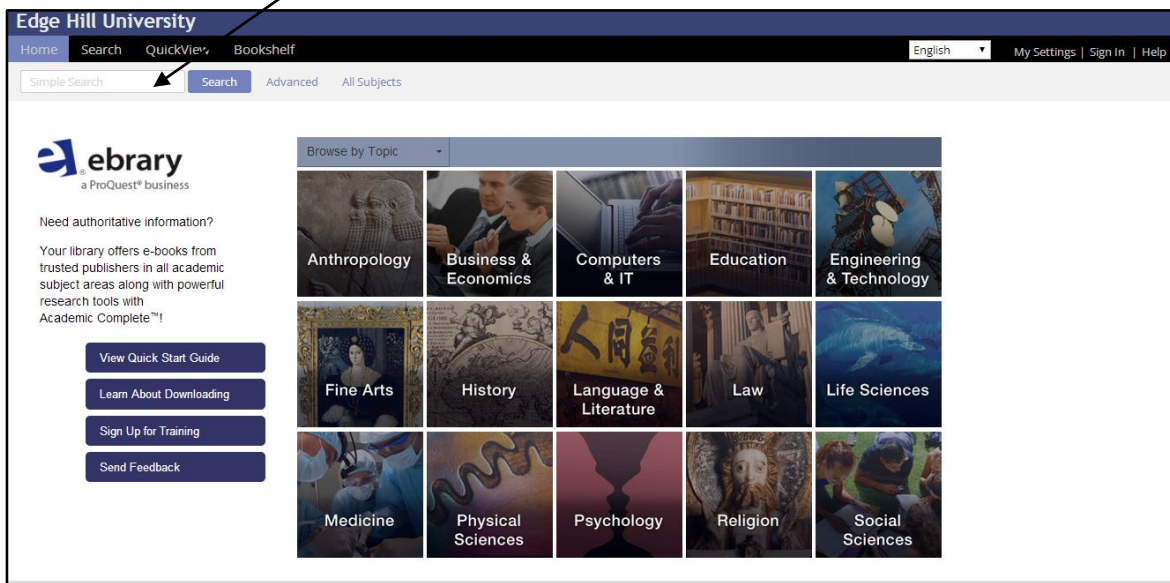 Edge Hill University
Home Search QuickView Bookshelf English My Settings | Sign In | Help
Simple Search Search Advanced All Subjects
ebrary®
a ProQuest® business
Need authoritative information?
Your library offers e-books from
trusted publishers in all academic
subject areas along with powerful
research tools with
Academic Complete™!
View Quick Start Guide
Learn About Downloading
Sign Up for Training
Send Feedback
Browse by Topic
Anthropology
Business &
Economics
Computers
& IT
Education
Engineering
& Technology
Fine Arts
History
人同益利
Language &
Literature
Law
Life Sciences
Medicine
Physical
Sciences
Psychology
Religion
Social
Sciences